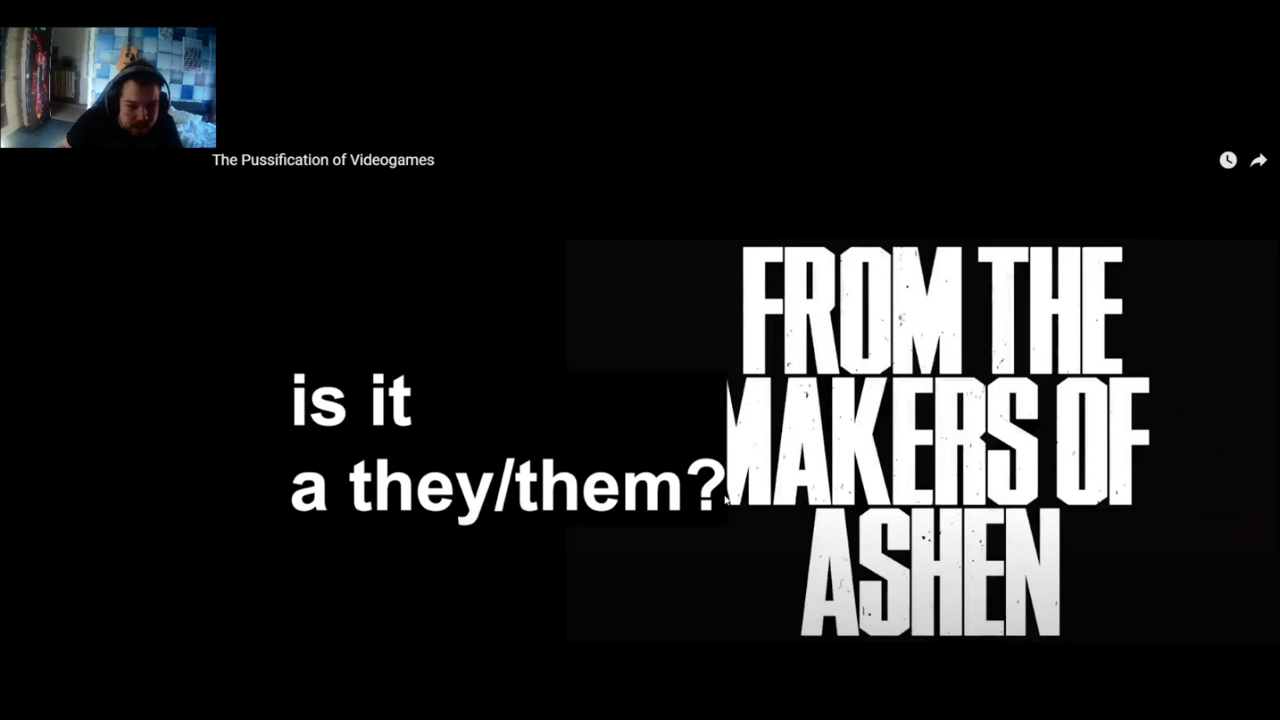 The Pussification of Videogames
is it
a they/them?
FROM THE
MAKERS OF
ASHEN